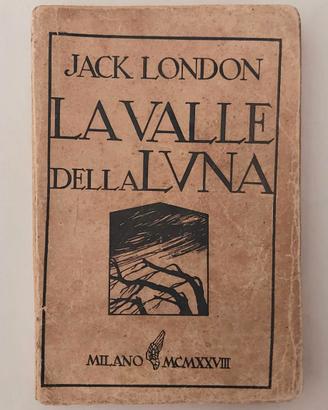 JACK LONDON
LA VALLE
DELLA LVNA
MILANO MCMXXVIII